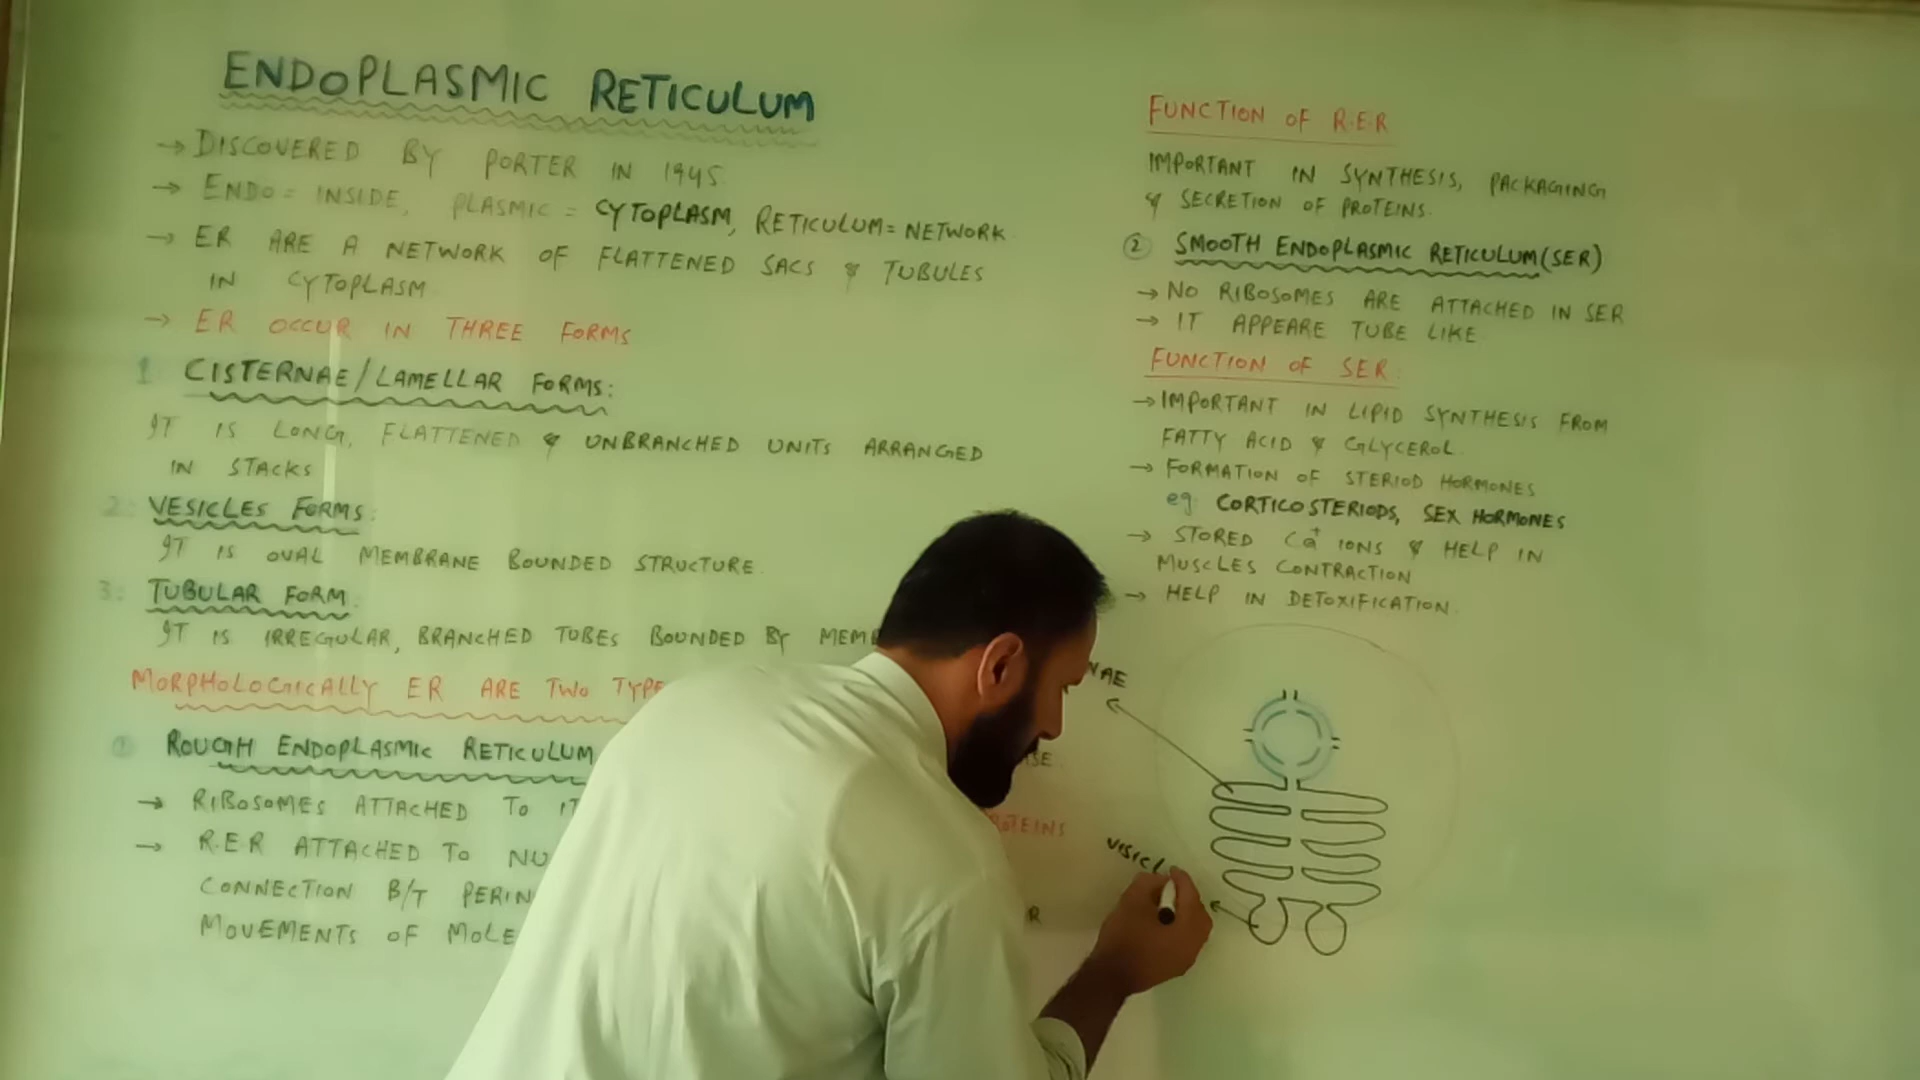 ENDOPLASMIC RETICULUM
→ DISCOVERED BY PORTER IN 1945
→ ENDO = INSIDE, PLASMIC = CYTOPLASM, RETICULUM = NETWORK
→ ER ARE A NETWORK OF FLATTENED SACS & TUBULES
IN CYTOPLASM
→ ER OCCUR IN THREE FORMS
1 CISTERNAE/LAMELLAR FORMS:
IT IS LONG, FLATTENED & UNBRANCHED UNITS ARRANGED
IN STACKS
2: VESICLES FORMS:
IT IS OVAL MEMBRANE BOUNDED STRUCTURE.
3: TUBULAR FORM:
IT IS IRREGULAR, BRANCHED TUBES BOUNDED BY MEM
MORPHOLOGICALLY ER ARE TWO TYPE
① ROUGH ENDOPLASMIC RETICULUM
→ RIBOSOMES ATTACHED TO IT
→ R.E.R ATTACHED TO NU
CONNECTION B/T PERIN
MOVEMENTS OF MOLE
OTEINS
R
FUNCTION OF R.E.R
IMPORTANT IN SYNTHESIS, PACKAGING
& SECRETION OF PROTEINS.
② SMOOTH ENDOPLASMIC RETICULUM (SER)
→ NO RIBOSOMES ARE ATTACHED IN SER
→ IT APPEARE TUBE LIKE
FUNCTION OF SER:
→ IMPORTANT IN LIPID SYNTHESIS FROM
FATTY ACID & GLYCEROL.
→ FORMATION OF STERIOD HORMONES
eg: CORTICOSTERIODS, SEX HORMONES
→ STORED Ca+ IONS & HELP IN
MUSCLES CONTRACTION
→ HELP IN DETOXIFICATION.
NAE
VISICL